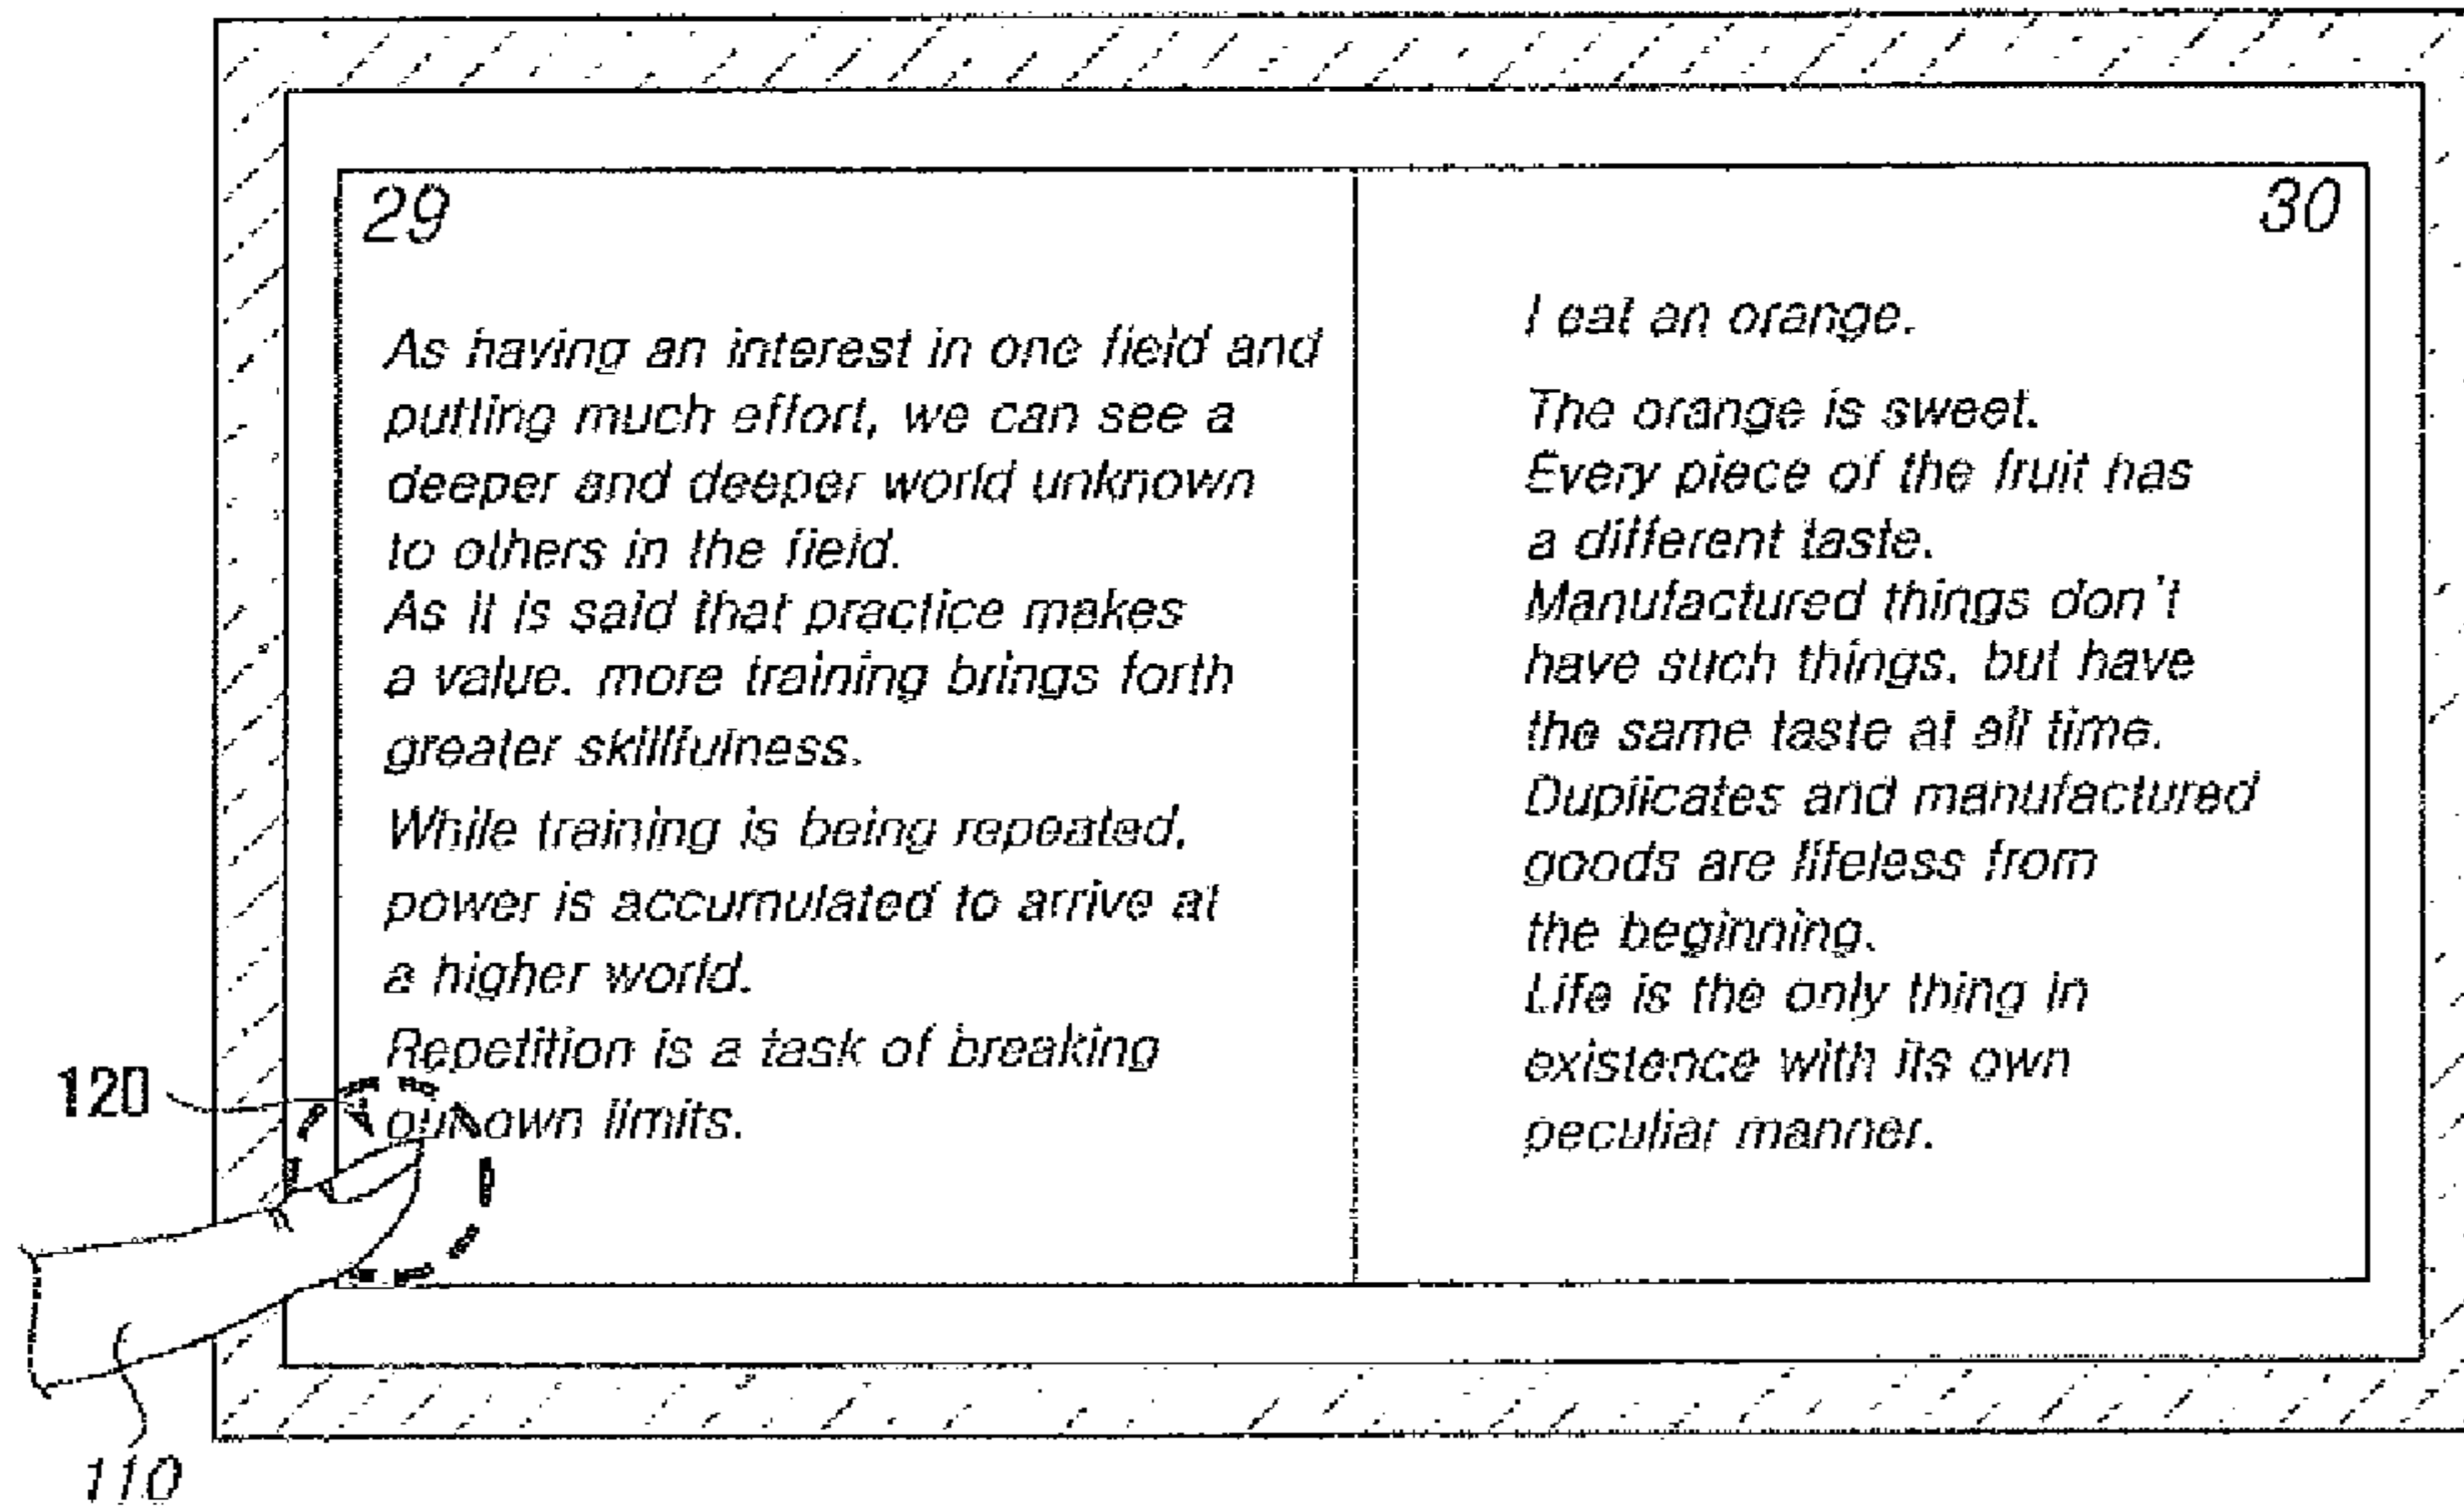 29
As having an interest in one field and
putting much effort, we can see a
deeper and deeper world unknown
to others in the field.
As it is said that practice makes
a value. more training brings forth
greater skillfulness.
While training is being repeated,
power is accumulated to arrive at
a higher world.
Repetition is a task of breaking
our own limits.
30
I eat an orange.
The orange is sweet.
Every piece of the fruit has
a different taste.
Manufactured things don't
have such things. but have
the same taste at all time.
Duplicates and manufactured
goods are lifeless from
the beginning.
Life is the only thing in
existence with its own
peculiar manner.
120
110